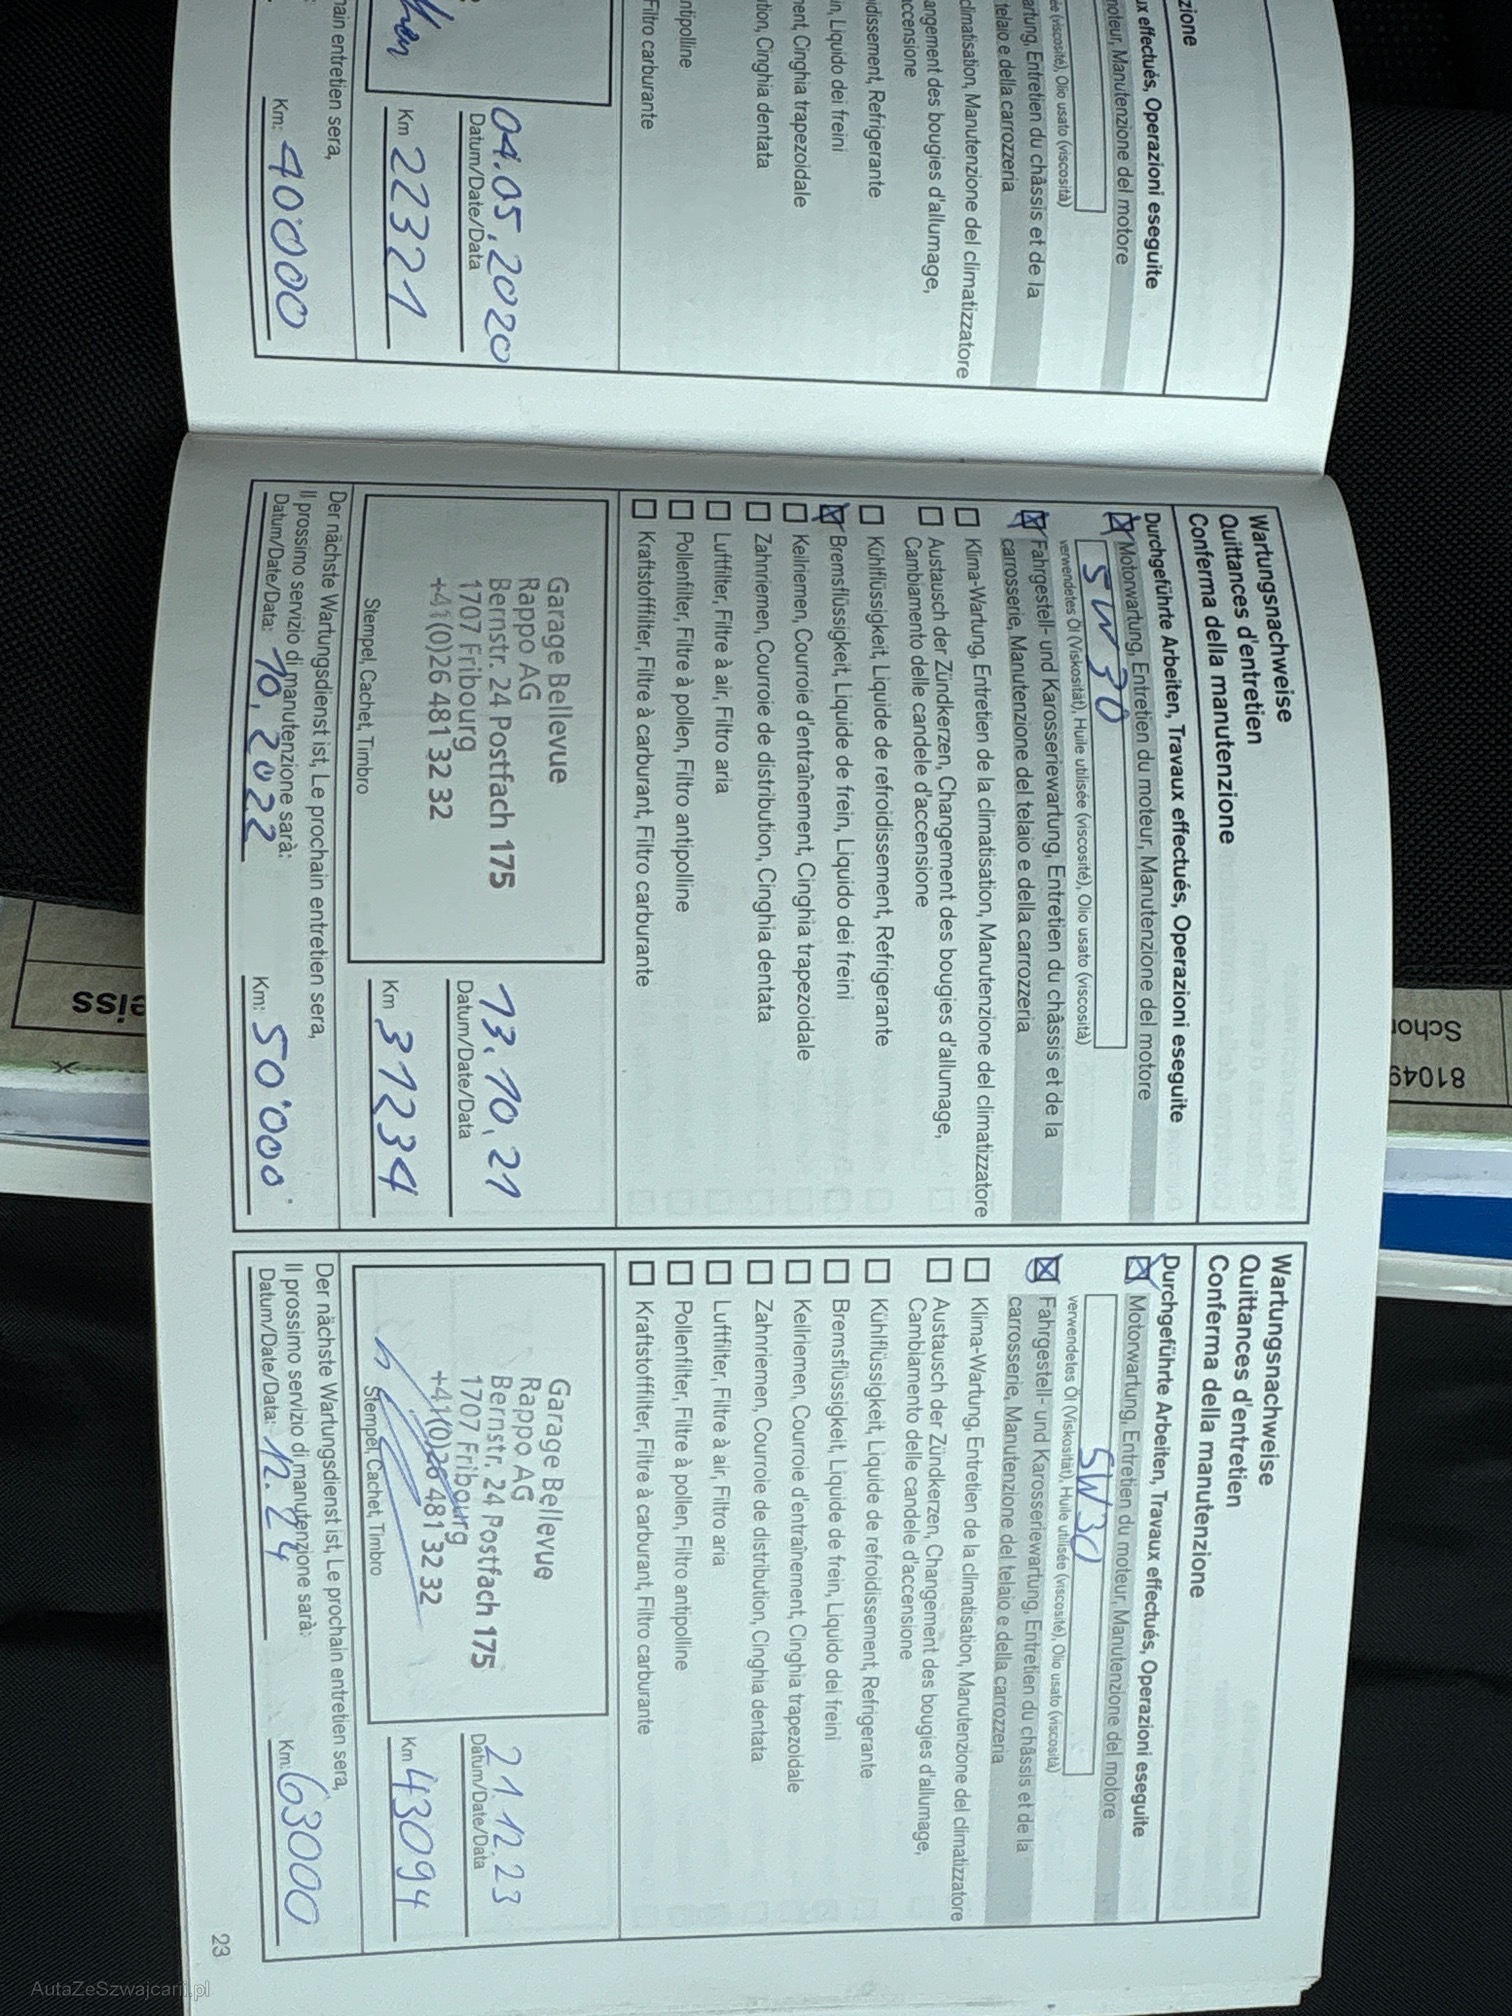 zione
x effectués, Operazioni eseguite
noteur, Manutenzione del motore
ée (viscosité), Olio usato (viscosità)
artung, Entretien du châssis et de la
telaio e della carrozzeria
climatisation, Manutenzione del climatizzatore
angement des bougies d'allumage,
accensione
idissement, Refrigerante
in, Liquido dei freini
nent, Cinghia trapezoidale
tion, Cinghia dentata
ntipolline
Filtro carburante
04.05.2020
Datum/Date/Data
Km 22321
hain entretien sera,
Km: 40000
Wartungsnachweise
Quittances d'entretien
Conferma della manutenzione
Durchgeführte Arbeiten, Travaux effectués, Operazioni eseguite
Motorwartung, Entretien du moteur, Manutenzione del motore
5W30
verwendetes Öl (Viskosität), Huile utilisée (viscosité), Olio usato (viscosità)
Fahrgestell- und Karosseriewartung, Entretien du châssis et de la
carrosserie, Manutenzione del telaio e della carrozzeria
Klima-Wartung, Entretien de la climatisation, Manutenzione del climatizzatore
Austausch der Zündkerzen, Changement des bougies d'allumage,
Cambiamento delle candele d'accensione
Kühlflüssigkeit, Liquide de refroidissement, Refrigerante
Bremsflüssigkeit, Liquide de frein, Liquido dei freini
Keilriemen, Courroie d'entraînement, Cinghia trapezoidale
Zahnriemen, Courroie de distribution, Cinghia dentata
Luftfilter, Filtre à air, Filtro aria
Pollenfilter, Filtre à pollen, Filtro antipolline
Kraftstofffilter, Filtre à carburant, Filtro carburante
Garage Bellevue
Rappo AG
Bernstr. 24 Postfach 175
1707 Fribourg
+41(0)26 481 32 32
Stempel, Cachet, Timbro
13.10.21
Datum/Date/Data
Km 31234
Der nächste Wartungsdienst ist, Le prochain entretien sera,
Il prossimo servizio di manutenzione sarà:
Datum/Date/Data: 10.2022
Km: 50'000.
Wartungsnachweise
Quittances d'entretien
Conferma della manutenzione
Durchgeführte Arbeiten, Travaux effectués, Operazioni eseguite
Motorwartung, Entretien du moteur, Manutenzione del motore
5W30
verwendetes Öl (Viskosität), Huile utilisée (viscosité), Olio usato (viscosità)
Fahrgestell- und Karosseriewartung, Entretien du châssis et de la
carrosserie, Manutenzione del telaio e della carrozzeria
Klima-Wartung, Entretien de la climatisation, Manutenzione del climatizzatore
Austausch der Zündkerzen, Changement des bougies d'allumage,
Cambiamento delle candele d'accensione
Kühlflüssigkeit, Liquide de refroidissement, Refrigerante
Bremsflüssigkeit, Liquide de frein, Liquido dei freini
Keilriemen, Courroie d'entraînement, Cinghia trapezoidale
Zahnriemen, Courroie de distribution, Cinghia dentata
Luftfilter, Filtre à air, Filtro aria
Pollenfilter, Filtre à pollen, Filtro antipolline
Kraftstofffilter, Filtre à carburant, Filtro carburante
Garage Bellevue
Rappo AG
Bernstr. 24 Postfach 175
1707 Fribourg
+41(0)26 481 32 32
Stempel, Cachet, Timbro
21.12.23
Datum/Date/Data
Km 43094
Der nächste Wartungsdienst ist, Le prochain entretien sera,
Il prossimo servizio di manutenzione sarà:
Datum/Date/Data: 12.24
Km: 63000
23
eiss
x
Schor
81049
AutaZeSzwajcarii.pl